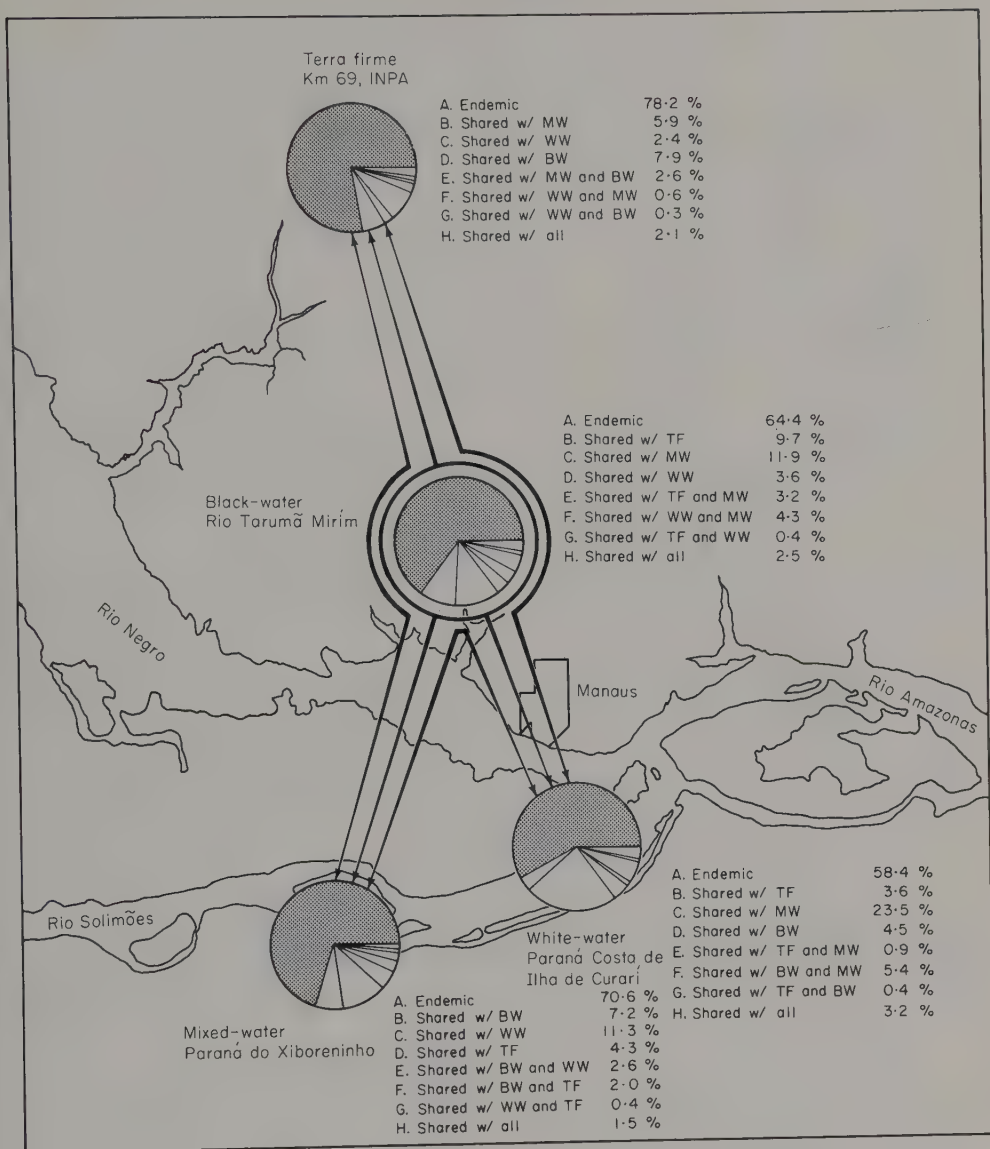 Terra firme
Km 69, INPA
A. Endemic 78·2 %
B. Shared w/ MW 5·9 %
C. Shared w/ WW 2·4 %
D. Shared w/ BW 7·9 %
E. Shared w/ MW and BW 2·6 %
F. Shared w/ WW and MW 0·6 %
G. Shared w/ WW and BW 0·3 %
H. Shared w/ all 2·1 %
Black-water
Rio Tarumã Mirím
A. Endemic 64·4 %
B. Shared w/ TF 9·7 %
C. Shared w/ MW 11·9 %
D. Shared w/ WW 3·6 %
E. Shared w/ TF and MW 3·2 %
F. Shared w/ WW and MW 4·3 %
G. Shared w/ TF and WW 0·4 %
H. Shared w/ all 2·5 %
Rio Negro
Manaus
Rio Amazonas
Rio Solimões
White-water
Paraná Costa de
Ilha de Curarí
A. Endemic 58·4 %
B. Shared w/ TF 3·6 %
C. Shared w/ MW 23·5 %
D. Shared w/ BW 4·5 %
E. Shared w/ TF and MW 0·9 %
F. Shared w/ BW and MW 5·4 %
G. Shared w/ TF and BW 0·4 %
H. Shared w/ all 3·2 %
Mixed-water
Paraná do Xiboreninho
A. Endemic 70·6 %
B. Shared w/ BW 7·2 %
C. Shared w/ WW 11·3 %
D. Shared w/ TF 4·3 %
E. Shared w/ BW and WW 2·6 %
F. Shared w/ BW and TF 2·0 %
G. Shared w/ WW and TF 0·4 %
H. Shared w/ all 1·5 %